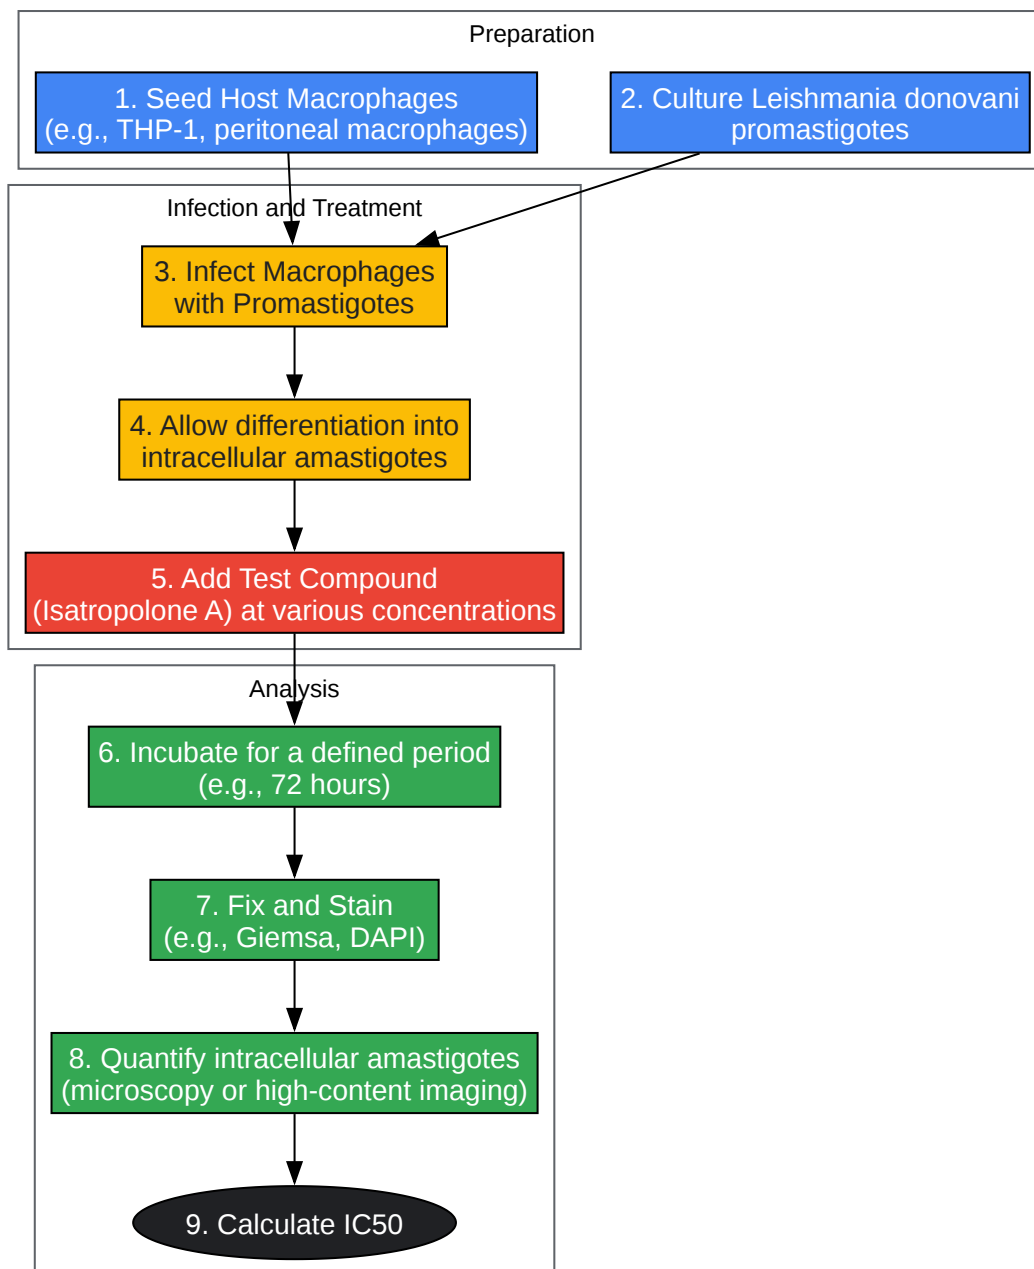 Preparation
1. Seed Host Macrophages
(e.g., THP-1, peritoneal macrophages)
2. Culture Leishmania donovani
promastigotes
Infection and Treatment
3. Infect Macrophages
with Promastigotes
4. Allow differentiation into
intracellular amastigotes
5. Add Test Compound
(Isatropolone A) at various concentrations
Analysis
6. Incubate for a defined period
(e.g., 72 hours)
7. Fix and Stain
(e.g., Giemsa, DAPI)
8. Quantify intracellular amastigotes
(microscopy or high-content imaging)
9. Calculate IC50